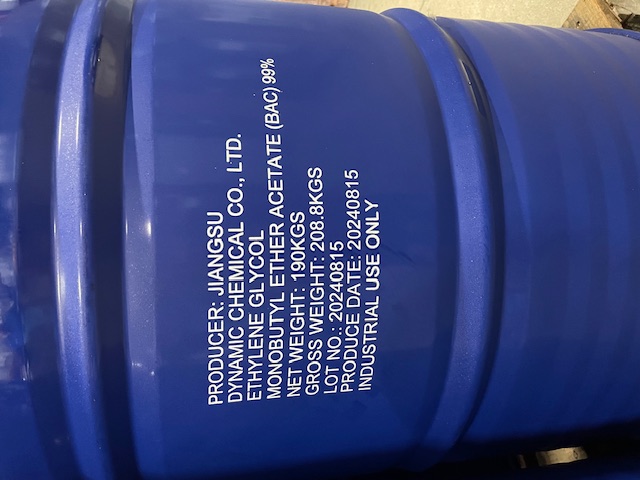 PRODUCER: JIANGSU
DYNAMIC CHEMICAL CO., LTD.
ETHYLENE GLYCOL
MONOBUTYL ETHER ACETATE (BAC) 99%
NET WEIGHT: 190KGS
GROSS WEIGHT: 208.8KGS
LOT NO.: 20240815
PRODUCE DATE: 20240815
INDUSTRIAL USE ONLY